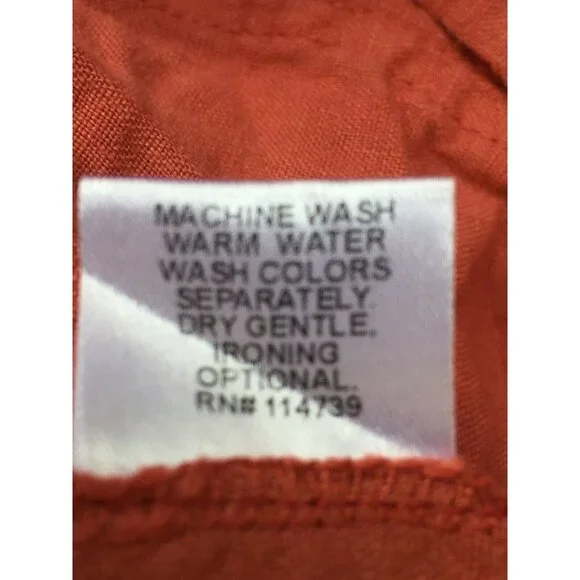 MACHINE WASH
WARM WATER
WASH COLORS
SEPARATELY.
DRY GENTLE,
IRONING
OPTIONAL.
RN# 114739